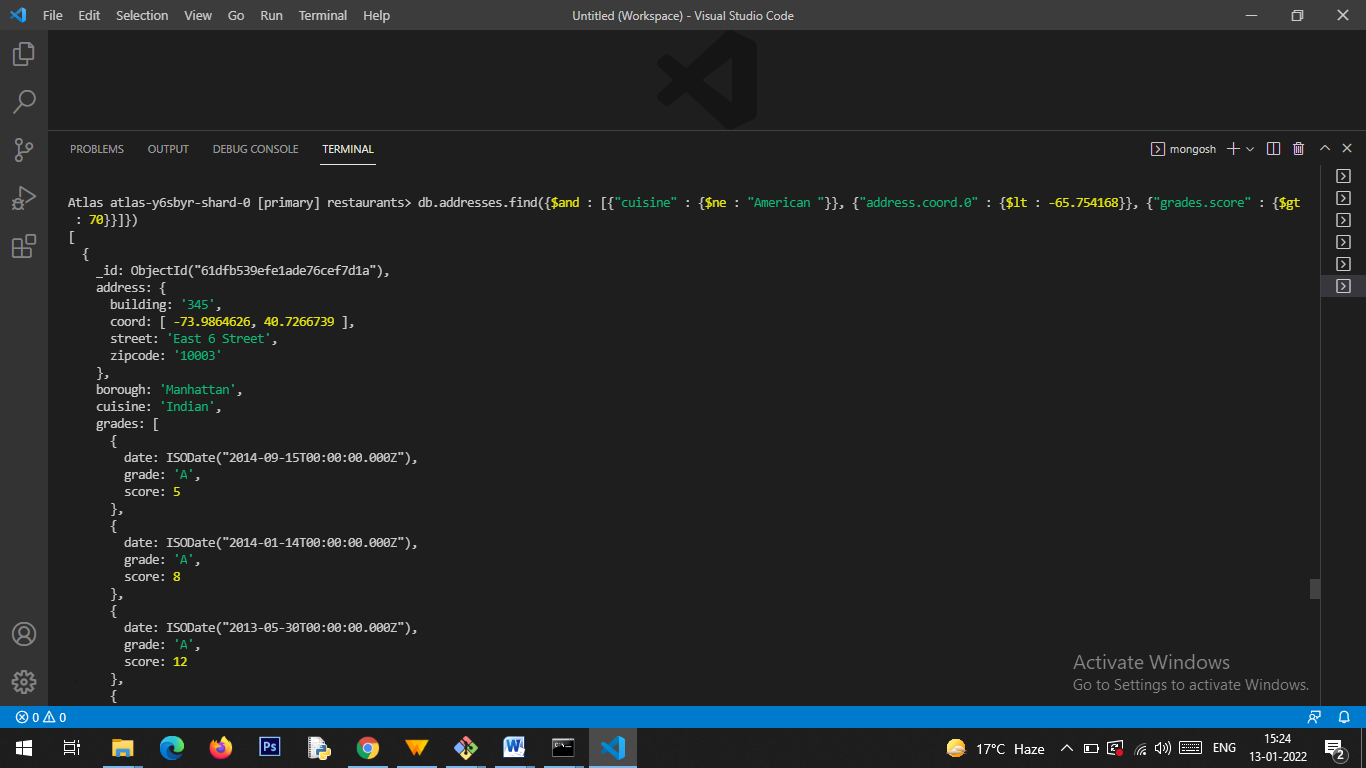 File Edit Selection View Go Run Terminal Help Untitled (Workspace) - Visual Studio Code
PROBLEMS OUTPUT DEBUG CONSOLE TERMINAL mongosh
Atlas atlas-y6sbyr-shard-0 [primary] restaurants> db.addresses.find({$and : [{"cuisine" : {$ne : "American "}}, {"address.coord.0" : {$lt : -65.754168}}, {"grades.score" : {$gt
 : 70}}]})
[
  {
    _id: ObjectId("61dfb539efe1ade76cef7d1a"),
    address: {
      building: '345',
      coord: [ -73.9864626, 40.7266739 ],
      street: 'East 6 Street',
      zipcode: '10003'
    },
    borough: 'Manhattan',
    cuisine: 'Indian',
    grades: [
      {
        date: ISODate("2014-09-15T00:00:00.000Z"),
        grade: 'A',
        score: 5
      },
      {
        date: ISODate("2014-01-14T00:00:00.000Z"),
        grade: 'A',
        score: 8
      },
      {
        date: ISODate("2013-05-30T00:00:00.000Z"),
        grade: 'A',
        score: 12
      },
      {
Activate Windows
Go to Settings to activate Windows.
0 0
Ps
W
17°C Haze ENG 15:24
13-01-2022
2